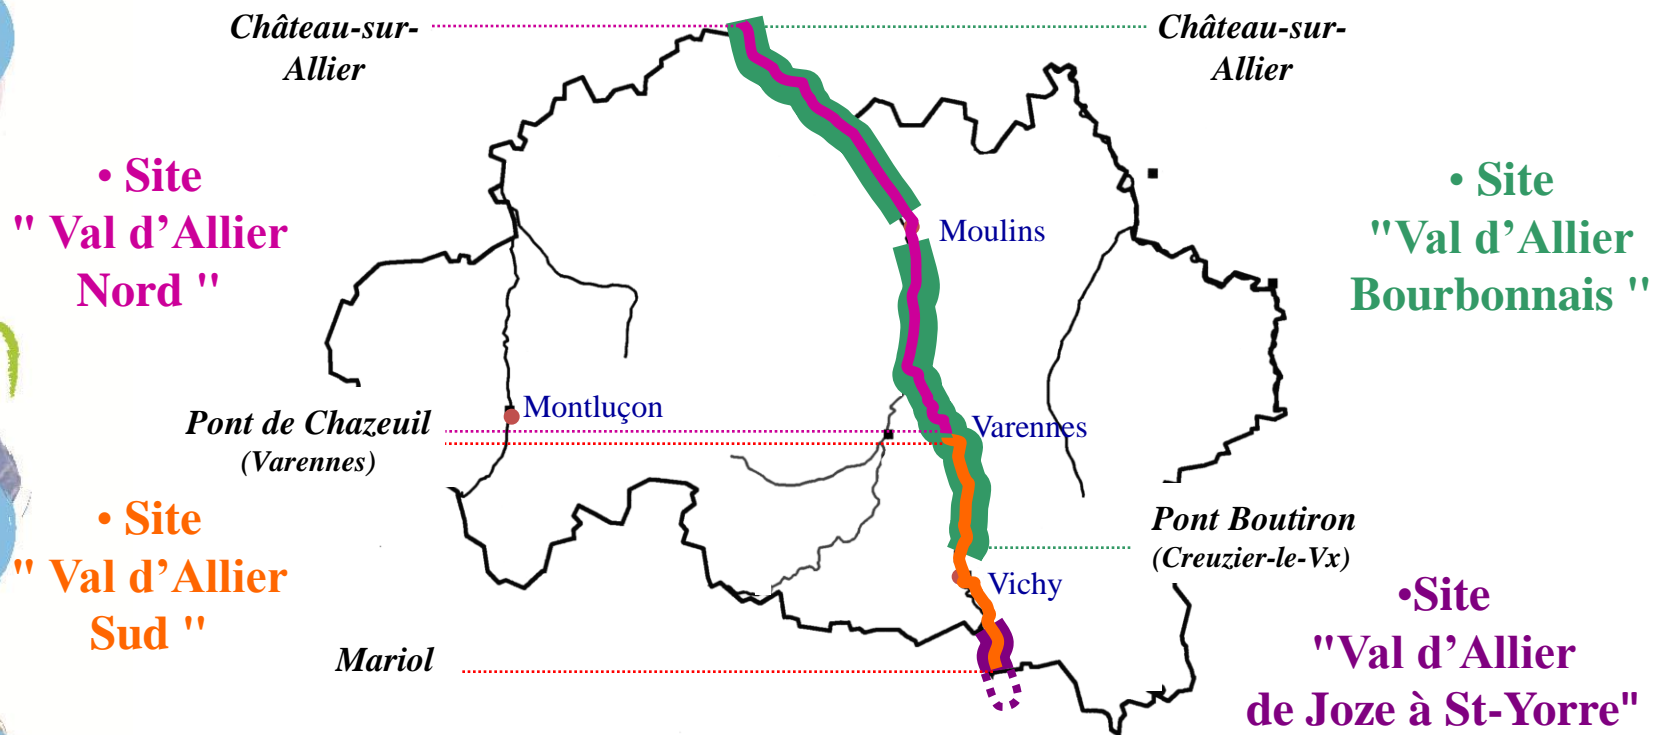 Château-sur-
Allier
Château-sur-
Allier
• Site
" Val d’Allier
Nord "
• Site
"Val d’Allier
Bourbonnais "
Moulins
Montluçon
Pont de Chazeuil
(Varennes)
Varennes
• Site
" Val d’Allier
Sud "
Pont Boutiron
(Creuzier-le-Vx)
Vichy
Mariol
•Site
"Val d’Allier
de Joze à St-Yorre"